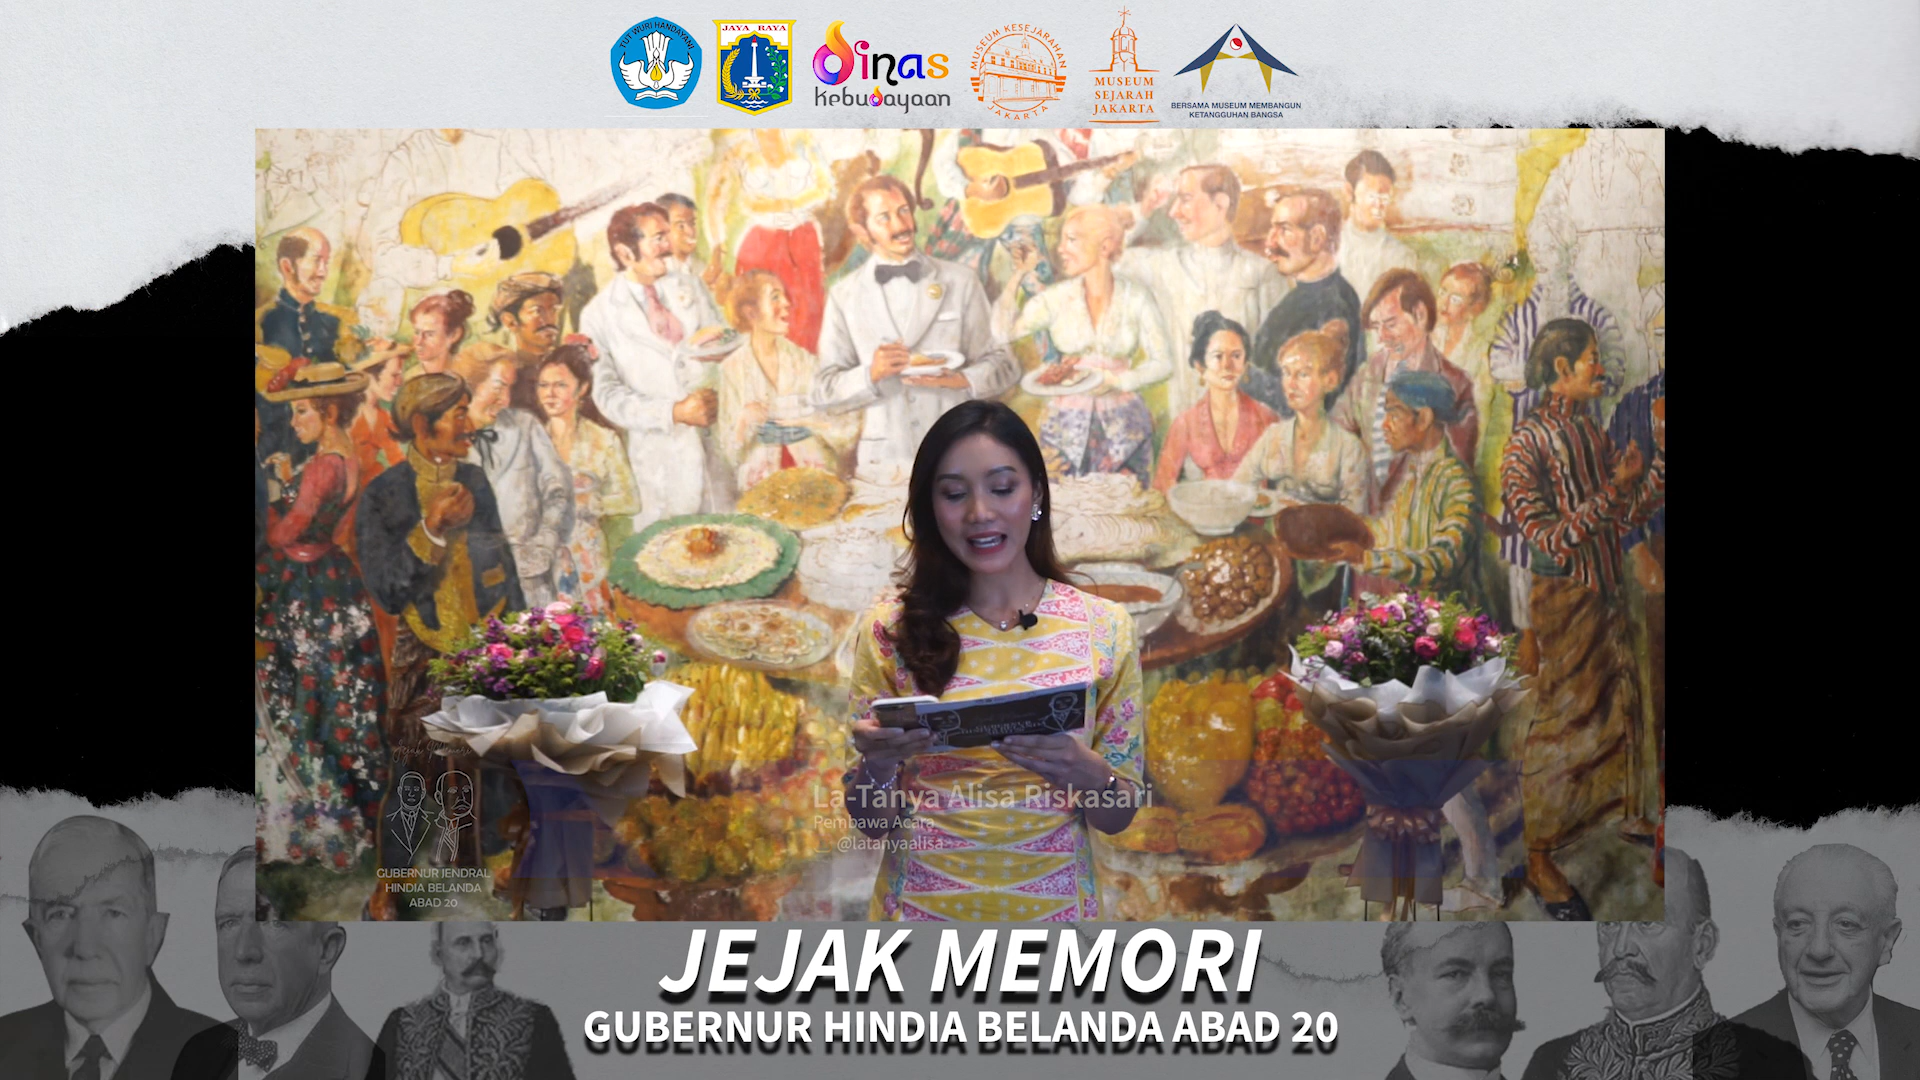 TUT WURI HANDAYANI
JAYA RAYA
dinas
kebudayaan
MUSEUM KESEJARAHAN
JAKARTA
MUSEUM
SEJARAH
JAKARTA
BERSAMA MUSEUM MEMBANGUN
KETANGGUHAN BANGSA
La-Tanya Alisa Riskasari
Pembawa Acara
@latanyaalisa
Jejak Memori
GUBERNUR JENDRAL
HINDIA BELANDA
ABAD 20
JEJAK MEMORI
GUBERNUR HINDIA BELANDA ABAD 20